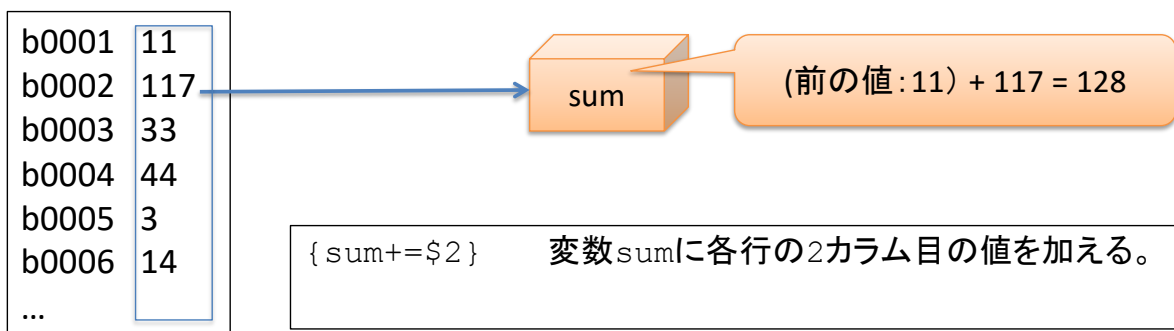 b0001 11
b0002 117
b0003 33
b0004 44
b0005 3
b0006 14
…
sum
(前の値:11) + 117 = 128
{sum+=$2} 変数sumに各行の2カラム目の値を加える。